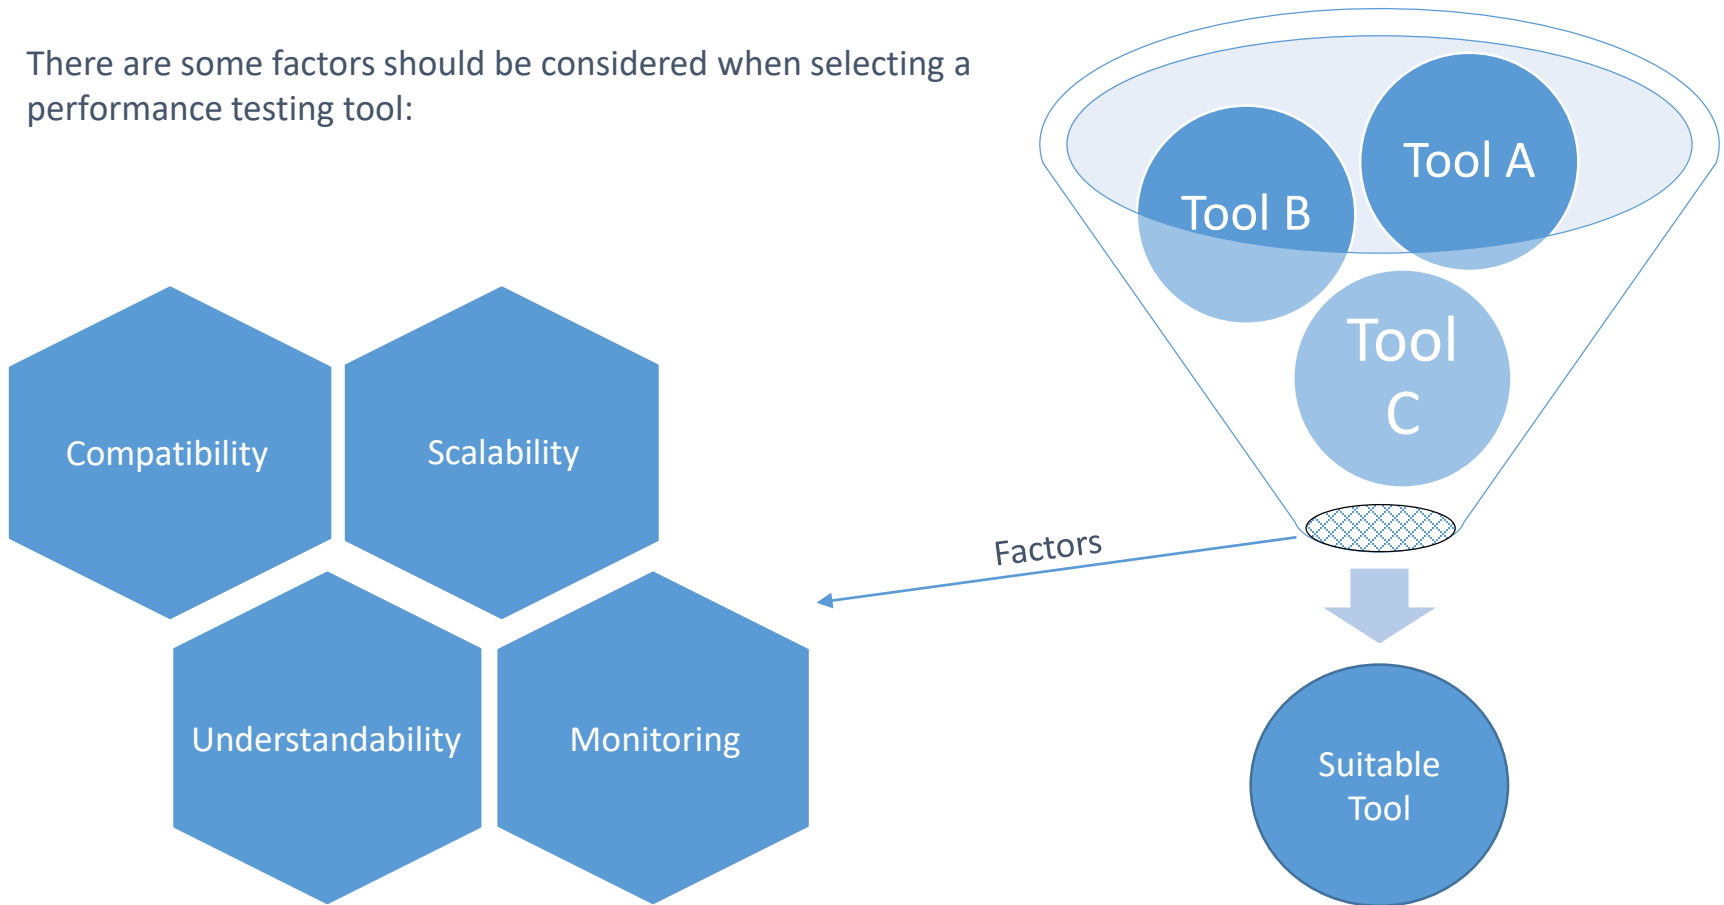 There are some factors should be considered when selecting a
performance testing tool:
Tool A
Tool B
Tool
C
Compatibility
Scalability
Factors
Understandability
Monitoring
Suitable
Tool